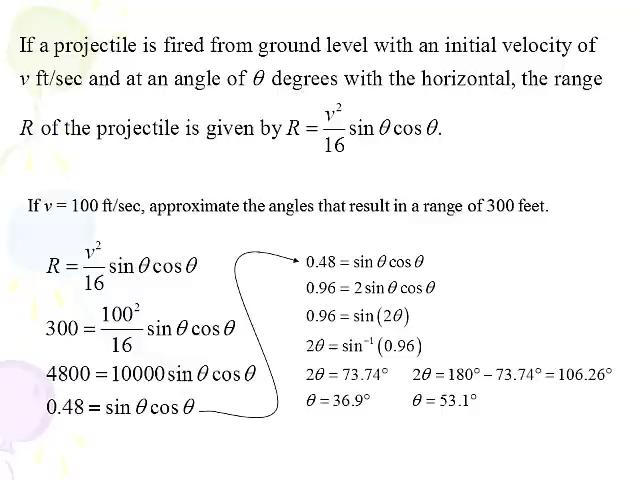 If a projectile is fired from ground level with an initial velocity of
v ft/sec and at an angle of θ degrees with the horizontal, the range
R of the projectile is given by R = v²/16 sin θ cos θ.
If v = 100 ft/sec, approximate the angles that result in a range of 300 feet.
R = v²/16 sin θ cos θ
300 = 100²/16 sin θ cos θ
4800 = 10000 sin θ cos θ
0.48 = sin θ cos θ
0.48 = sin θ cos θ
0.96 = 2 sin θ cos θ
0.96 = sin (2θ)
2θ = sin⁻¹ (0.96)
2θ = 73.74° 2θ = 180° − 73.74° = 106.26°
θ = 36.9° θ = 53.1°